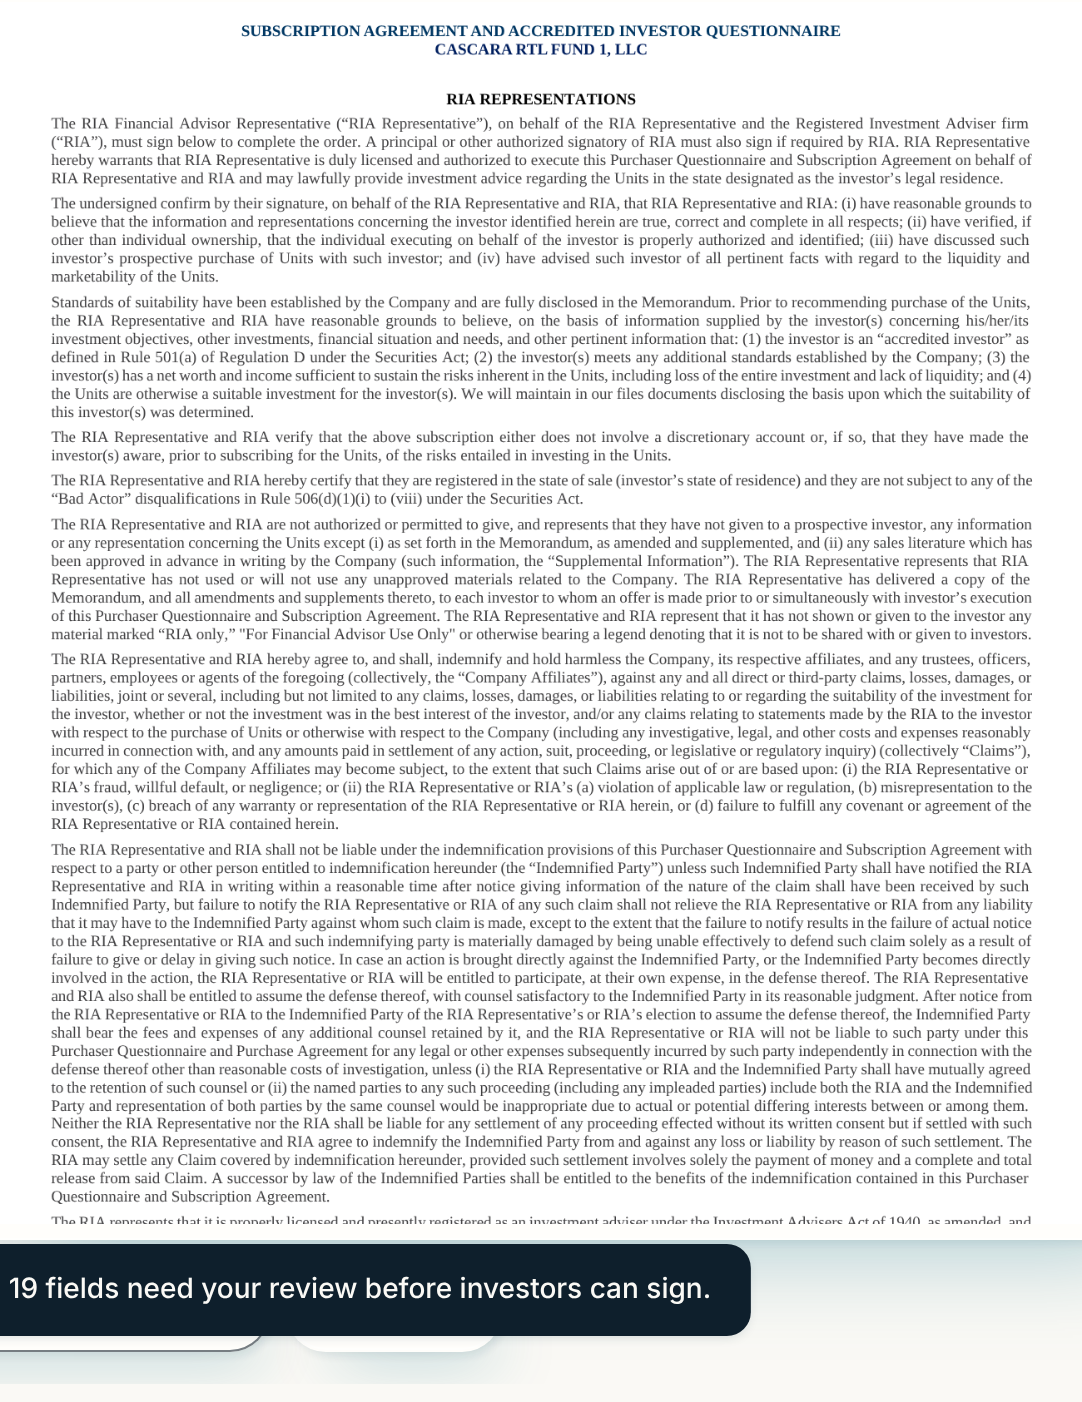 SUBSCRIPTION AGREEMENT AND ACCREDITED INVESTOR QUESTIONNAIRE
CASCARA RTL FUND 1, LLC
RIA REPRESENTATIONS
The RIA Financial Advisor Representative (“RIA Representative”), on behalf of the RIA Representative and the Registered Investment Adviser firm
(“RIA”), must sign below to complete the order. A principal or other authorized signatory of RIA must also sign if required by RIA. RIA Representative
hereby warrants that RIA Representative is duly licensed and authorized to execute this Purchaser Questionnaire and Subscription Agreement on behalf of
RIA Representative and RIA and may lawfully provide investment advice regarding the Units in the state designated as the investor’s legal residence.
The undersigned confirm by their signature, on behalf of the RIA Representative and RIA, that RIA Representative and RIA: (i) have reasonable grounds to
believe that the information and representations concerning the investor identified herein are true, correct and complete in all respects; (ii) have verified, if
other than individual ownership, that the individual executing on behalf of the investor is properly authorized and identified; (iii) have discussed such
investor’s prospective purchase of Units with such investor; and (iv) have advised such investor of all pertinent facts with regard to the liquidity and
marketability of the Units.
Standards of suitability have been established by the Company and are fully disclosed in the Memorandum. Prior to recommending purchase of the Units,
the RIA Representative and RIA have reasonable grounds to believe, on the basis of information supplied by the investor(s) concerning his/her/its
investment objectives, other investments, financial situation and needs, and other pertinent information that: (1) the investor is an “accredited investor” as
defined in Rule 501(a) of Regulation D under the Securities Act; (2) the investor(s) meets any additional standards established by the Company; (3) the
investor(s) has a net worth and income sufficient to sustain the risks inherent in the Units, including loss of the entire investment and lack of liquidity; and (4)
the Units are otherwise a suitable investment for the investor(s). We will maintain in our files documents disclosing the basis upon which the suitability of
this investor(s) was determined.
The RIA Representative and RIA verify that the above subscription either does not involve a discretionary account or, if so, that they have made the
investor(s) aware, prior to subscribing for the Units, of the risks entailed in investing in the Units.
The RIA Representative and RIA hereby certify that they are registered in the state of sale (investor’s state of residence) and they are not subject to any of the
“Bad Actor” disqualifications in Rule 506(d)(1)(i) to (viii) under the Securities Act.
The RIA Representative and RIA are not authorized or permitted to give, and represents that they have not given to a prospective investor, any information
or any representation concerning the Units except (i) as set forth in the Memorandum, as amended and supplemented, and (ii) any sales literature which has
been approved in advance in writing by the Company (such information, the “Supplemental Information”). The RIA Representative represents that RIA
Representative has not used or will not use any unapproved materials related to the Company. The RIA Representative has delivered a copy of the
Memorandum, and all amendments and supplements thereto, to each investor to whom an offer is made prior to or simultaneously with investor’s execution
of this Purchaser Questionnaire and Subscription Agreement. The RIA Representative and RIA represent that it has not shown or given to the investor any
material marked “RIA only,” "For Financial Advisor Use Only" or otherwise bearing a legend denoting that it is not to be shared with or given to investors.
The RIA Representative and RIA hereby agree to, and shall, indemnify and hold harmless the Company, its respective affiliates, and any trustees, officers,
partners, employees or agents of the foregoing (collectively, the “Company Affiliates”), against any and all direct or third-party claims, losses, damages, or
liabilities, joint or several, including but not limited to any claims, losses, damages, or liabilities relating to or regarding the suitability of the investment for
the investor, whether or not the investment was in the best interest of the investor, and/or any claims relating to statements made by the RIA to the investor
with respect to the purchase of Units or otherwise with respect to the Company (including any investigative, legal, and other costs and expenses reasonably
incurred in connection with, and any amounts paid in settlement of any action, suit, proceeding, or legislative or regulatory inquiry) (collectively “Claims”),
for which any of the Company Affiliates may become subject, to the extent that such Claims arise out of or are based upon: (i) the RIA Representative or
RIA’s fraud, willful default, or negligence; or (ii) the RIA Representative or RIA’s (a) violation of applicable law or regulation, (b) misrepresentation to the
investor(s), (c) breach of any warranty or representation of the RIA Representative or RIA herein, or (d) failure to fulfill any covenant or agreement of the
RIA Representative or RIA contained herein.
The RIA Representative and RIA shall not be liable under the indemnification provisions of this Purchaser Questionnaire and Subscription Agreement with
respect to a party or other person entitled to indemnification hereunder (the “Indemnified Party”) unless such Indemnified Party shall have notified the RIA
Representative and RIA in writing within a reasonable time after notice giving information of the nature of the claim shall have been received by such
Indemnified Party, but failure to notify the RIA Representative or RIA of any such claim shall not relieve the RIA Representative or RIA from any liability
that it may have to the Indemnified Party against whom such claim is made, except to the extent that the failure to notify results in the failure of actual notice
to the RIA Representative or RIA and such indemnifying party is materially damaged by being unable effectively to defend such claim solely as a result of
failure to give or delay in giving such notice. In case an action is brought directly against the Indemnified Party, or the Indemnified Party becomes directly
involved in the action, the RIA Representative or RIA will be entitled to participate, at their own expense, in the defense thereof. The RIA Representative
and RIA also shall be entitled to assume the defense thereof, with counsel satisfactory to the Indemnified Party in its reasonable judgment. After notice from
the RIA Representative or RIA to the Indemnified Party of the RIA Representative’s or RIA’s election to assume the defense thereof, the Indemnified Party
shall bear the fees and expenses of any additional counsel retained by it, and the RIA Representative or RIA will not be liable to such party under this
Purchaser Questionnaire and Purchase Agreement for any legal or other expenses subsequently incurred by such party independently in connection with the
defense thereof other than reasonable costs of investigation, unless (i) the RIA Representative or RIA and the Indemnified Party shall have mutually agreed
to the retention of such counsel or (ii) the named parties to any such proceeding (including any impleaded parties) include both the RIA and the Indemnified
Party and representation of both parties by the same counsel would be inappropriate due to actual or potential differing interests between or among them.
Neither the RIA Representative nor the RIA shall be liable for any settlement of any proceeding effected without its written consent but if settled with such
consent, the RIA Representative and RIA agree to indemnify the Indemnified Party from and against any loss or liability by reason of such settlement. The
RIA may settle any Claim covered by indemnification hereunder, provided such settlement involves solely the payment of money and a complete and total
release from said Claim. A successor by law of the Indemnified Parties shall be entitled to the benefits of the indemnification contained in this Purchaser
Questionnaire and Subscription Agreement.
The RIA represents that it is properly licensed and presently registered as an investment adviser under the Investment Advisers Act of 1940, as amended, and
19 fields need your review before investors can sign.